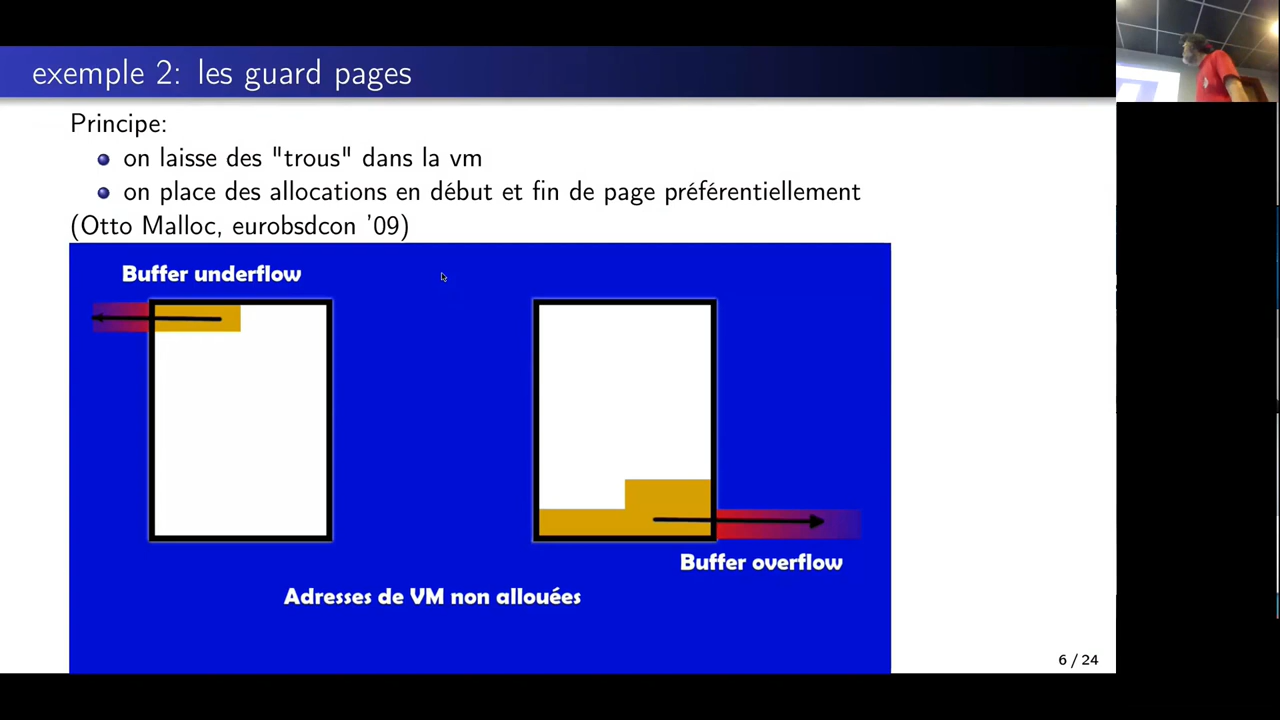 exemple 2: les guard pages
Principe:
on laisse des "trous" dans la vm
on place des allocations en début et fin de page préférentiellement
(Otto Malloc, eurobsdcon '09)
Buffer underflow
Buffer overflow
Adresses de VM non allouées
6 / 24